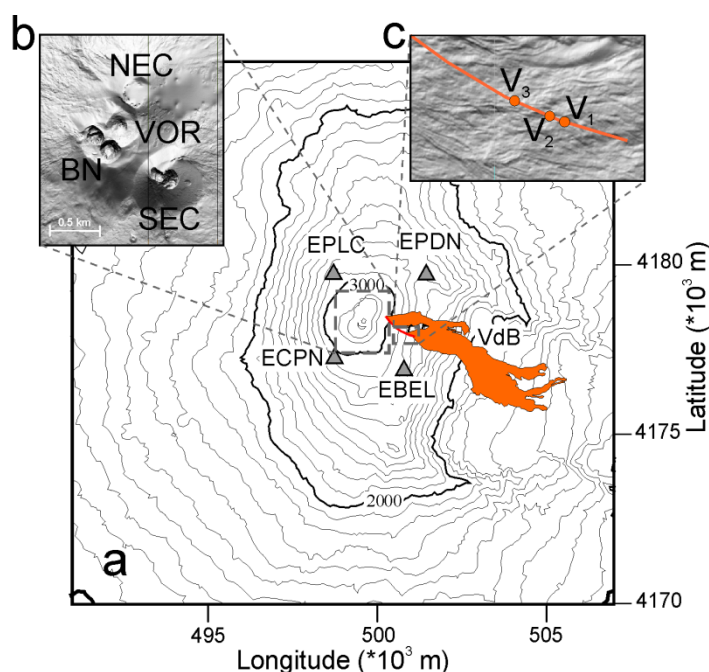 b
NEC
VOR
BN
SEC
0.5 km
c
V3
V2
V1
EPLC
EPDN
3000
ECPN
EBEL
VdB
2000
a
4180
4175
4170
Latitude (*10³ m)
495
500
505
Longitude (*10³ m)